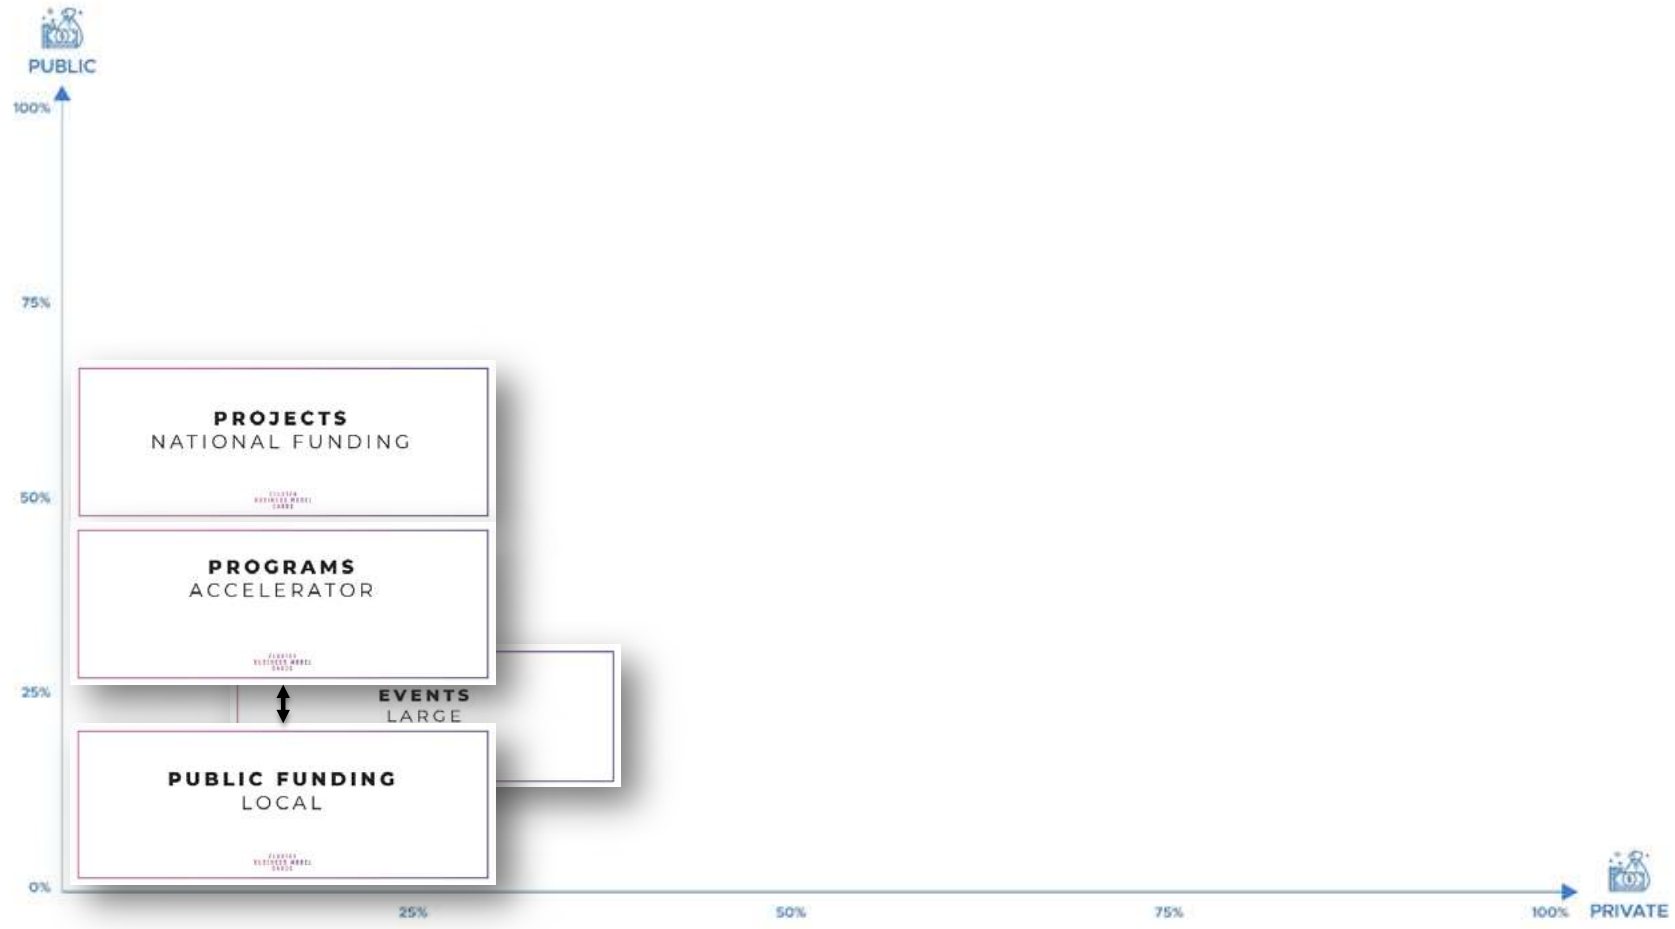 PUBLIC
100%
75%
PROJECTS
NATIONAL FUNDING
50%
PROGRAMS
ACCELERATOR
25%
EVENTS
LARGE
PUBLIC FUNDING
LOCAL
0%
25%
50%
75%
100%
PRIVATE